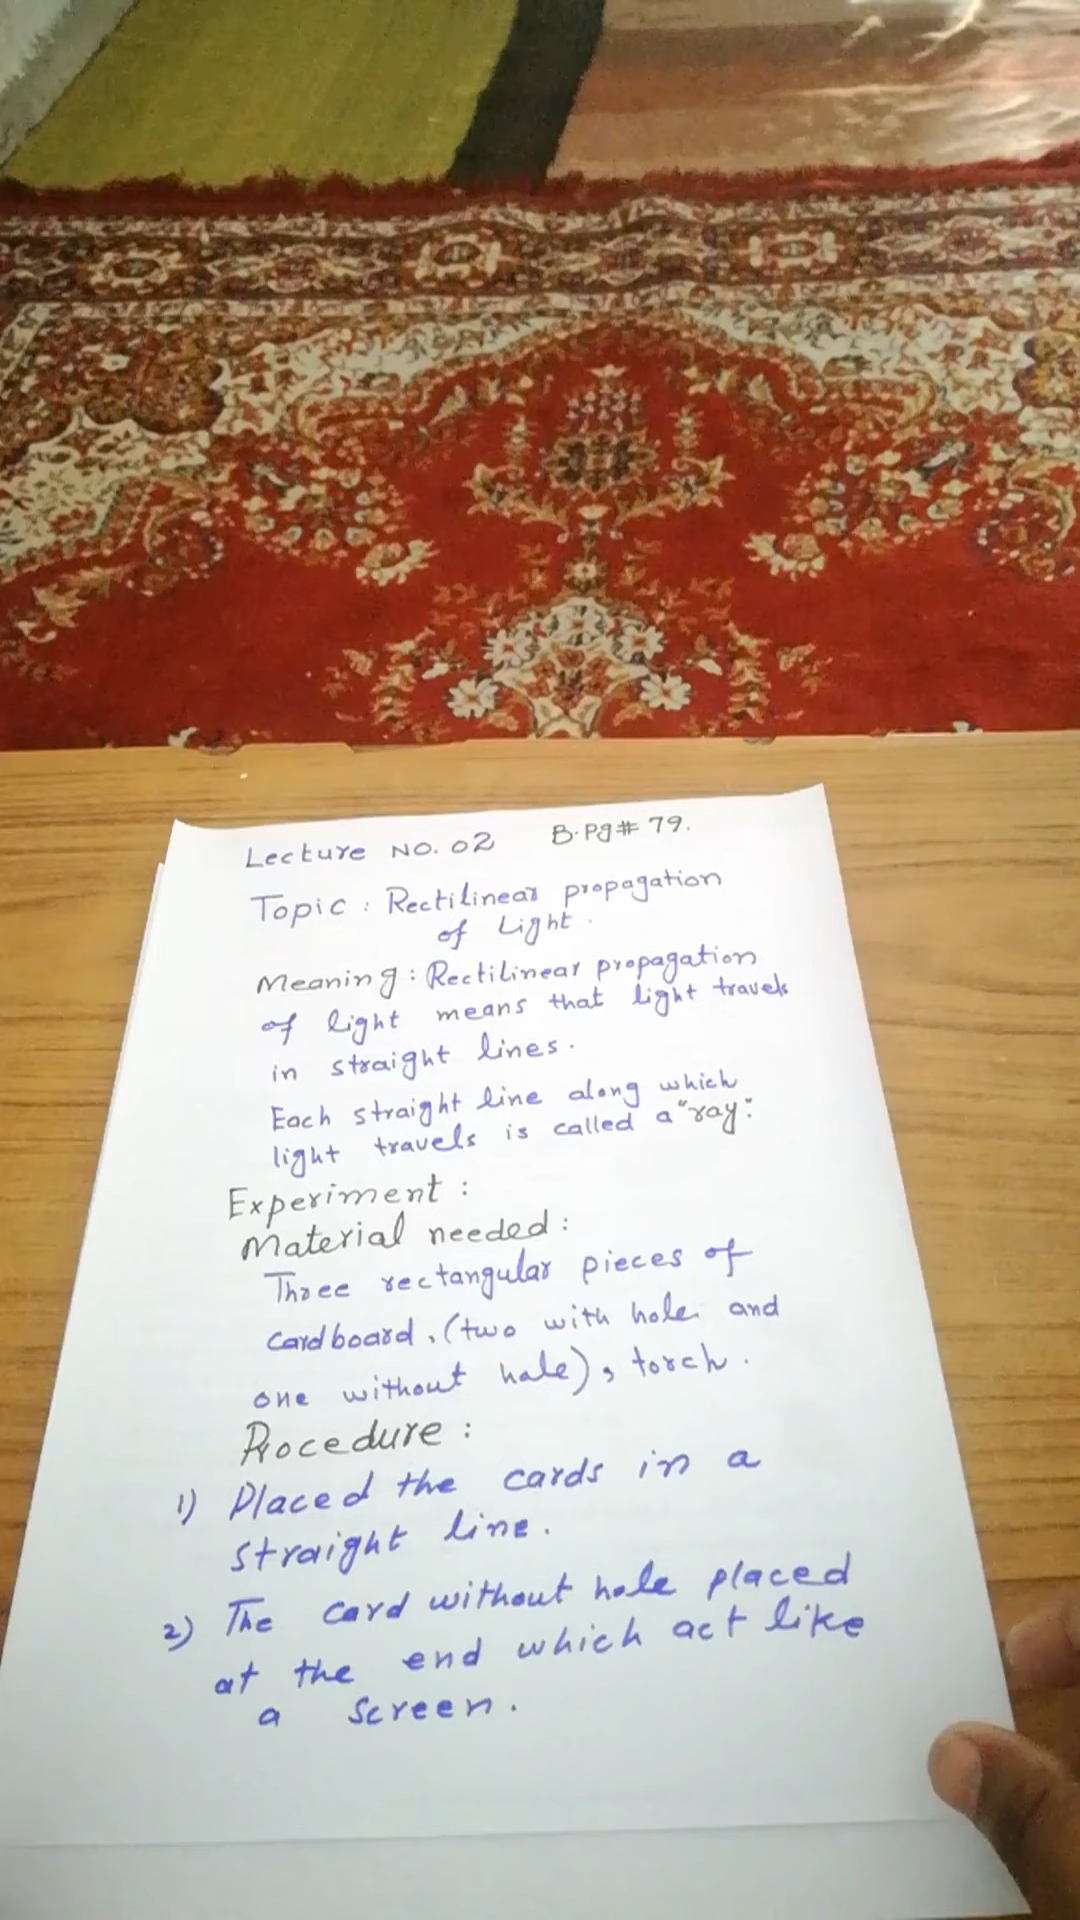 Lecture NO. 02 B.Pg# 79.
Topic: Rectilinear propagation
of Light.
Meaning: Rectilinear propagation
of light means that light travels
in straight lines.
Each straight line along which
light travels is called a "ray".
Experiment:
Material needed:
Three rectangular pieces of
cardboard, (two with hole and
one without hole), torch.
Procedure:
1) Placed the cards in a
straight line.
2) The card without hole placed
at the end which act like
a screen.